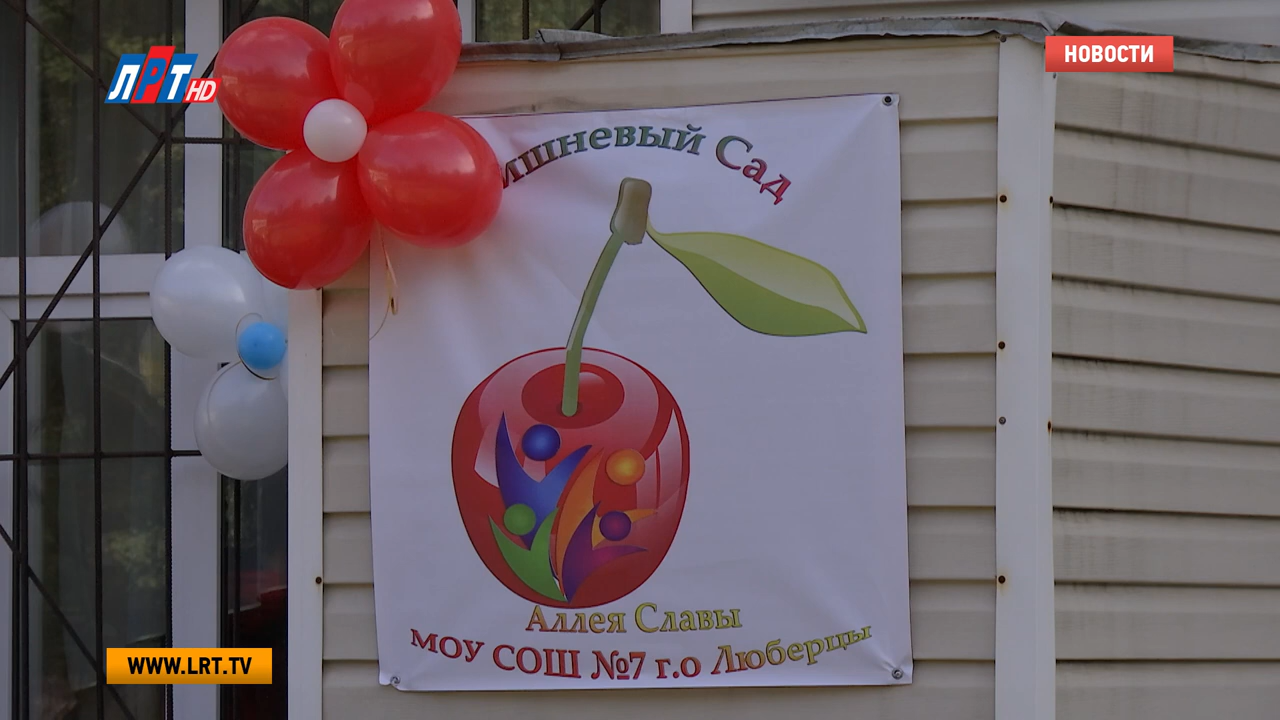 ЛРТ HD
НОВОСТИ
ишневый Сад
Аллея Славы
МОУ СОШ №7 г.о Люберцы
WWW.LRT.TV